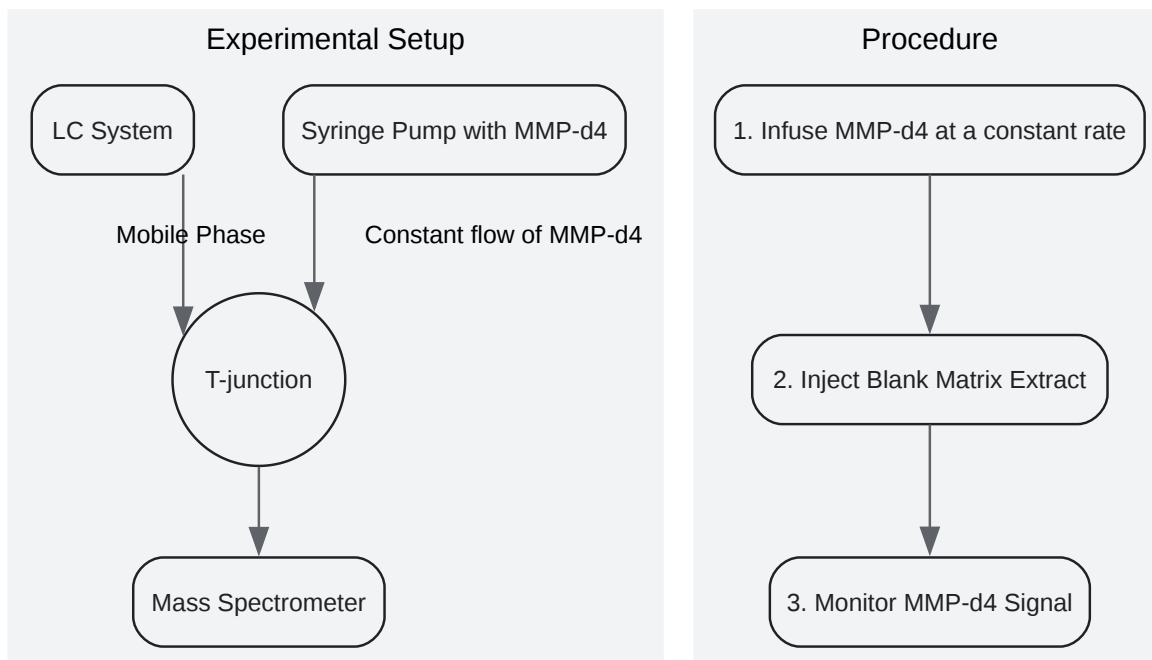 Experimental Setup
LC System
Syringe Pump with MMP-d4
Mobile Phase
Constant flow of MMP-d4
T-junction
Mass Spectrometer
Procedure
1. Infuse MMP-d4 at a constant rate
2. Inject Blank Matrix Extract
3. Monitor MMP-d4 Signal